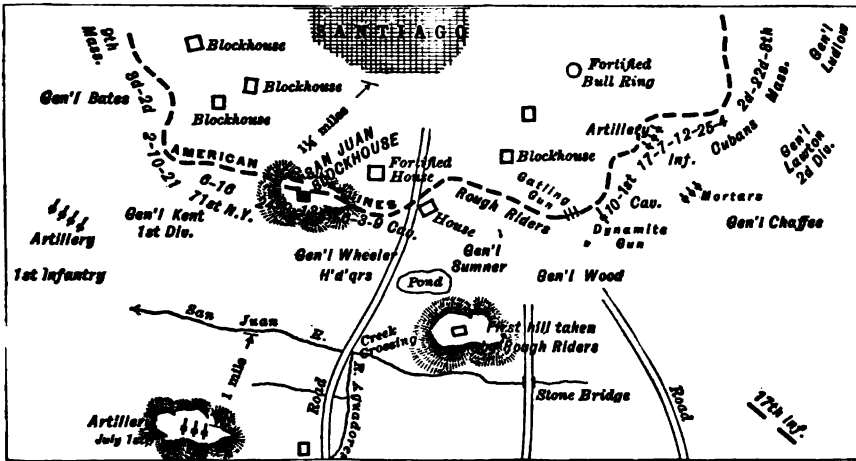 SANTIAGO
9th
Mass.
Blockhouse
Blockhouse
Blockhouse
3d-2d
Gen'l Bates
2-10-21
AMERICAN
LINES
1½ miles
SAN JUAN
BLOCKHOUSE
Fortified
House
Fortified
Bull Ring
2d-22d-8th
Mass.
Gen'l
Ludlow
Artillery
17-7-12-25-4
Inf.
Cubans
Gen'l
Lawton
2d Div.
Blockhouse
Gatling
Gun
10-1st
Cav.
Mortars
Gen'l Chaffee
Rough Riders
Dynamite
Gun
6-16
71st N.Y.
3-9 Cav.
House
Gen'l Kent
1st Div.
Artillery
1st Infantry
Gen'l Wheeler
H'd'qrs
Gen'l
Sumner
Gen'l Wood
Pond
San Juan R.
Creek
Crossing
First hill taken
Rough Riders
1 mile
Road
R. Aguadores
Stone Bridge
Road
Artiller
July 1st
17th Inf.